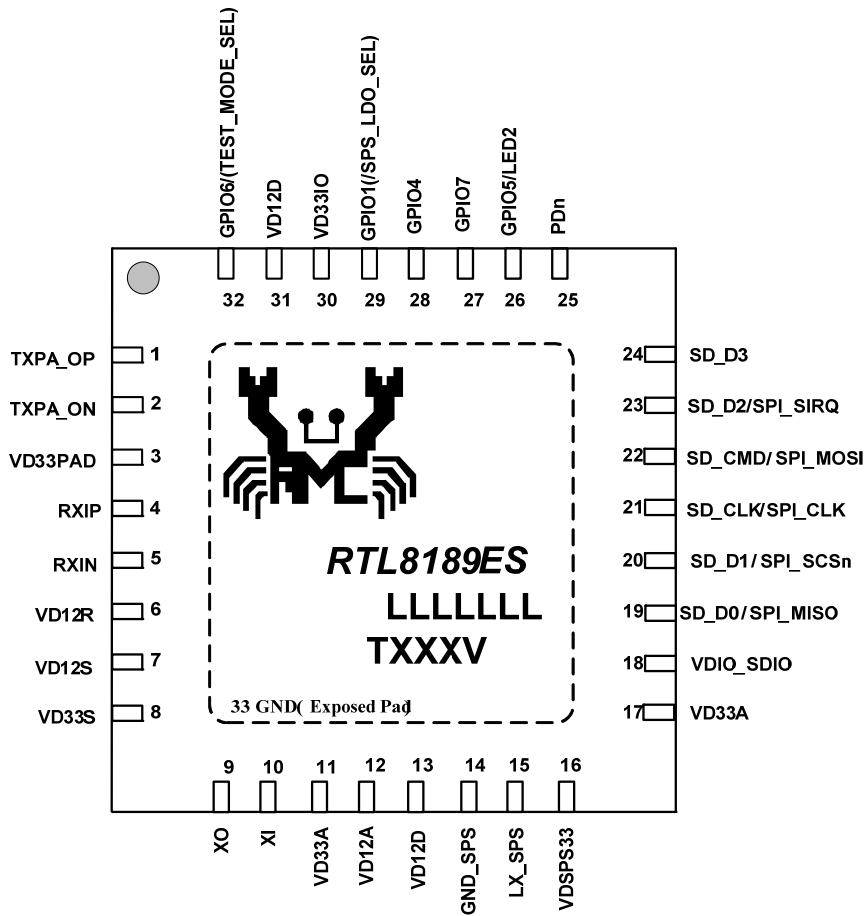 GPIO6/(TEST_MODE_SEL)
VD12D
VD33IO
GPIO1(/SPS_LDO_SEL)
GPIO4
GPIO7
GPIO5/LED2
PDn
32 31 30 29 28 27 26 25
TXPA_OP 1
TXPA_ON 2
VD33PAD 3
RXIP 4
RXIN 5
VD12R 6
VD12S 7
VD33S 8
24 SD_D3
23 SD_D2/SPI_SIRQ
22 SD_CMD/SPI_MOSI
21 SD_CLK/SPI_CLK
20 SD_D1/SPI_SCSn
19 SD_D0/SPI_MISO
18 VDIO_SDIO
17 VD33A
RTL8189ES
LLLLLLL
TXXXV
33 GND( Exposed Pad)
9 10 11 12 13 14 15 16
XO
XI
VD33A
VD12A
VD12D
GND_SPS
LX_SPS
VDSPS33